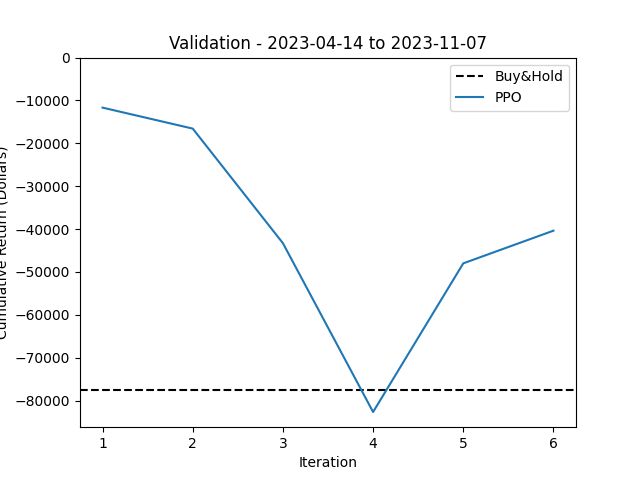 Validation - 2023-04-14 to 2023-11-07
Buy&Hold
PPO
0
−10000
−20000
−30000
−40000
−50000
−60000
−70000
−80000
Cumulative Return (Dollars)
1 2 3 4 5 6
Iteration